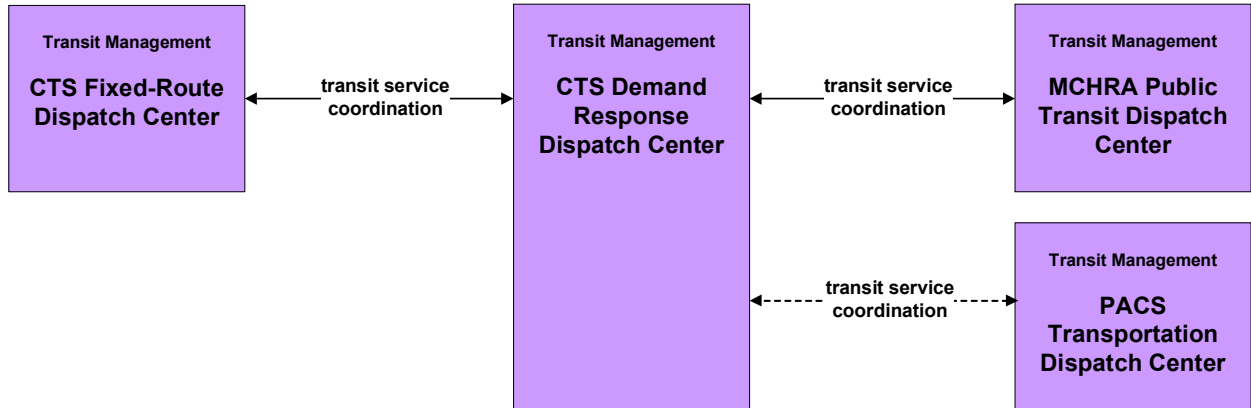 Transit Management
CTS Fixed-Route
Dispatch Center
transit service
coordination
Transit Management
CTS Demand
Response
Dispatch Center
transit service
coordination
Transit Management
MCHRA Public
Transit Dispatch
Center
transit service
coordination
Transit Management
PACS
Transportation
Dispatch Center